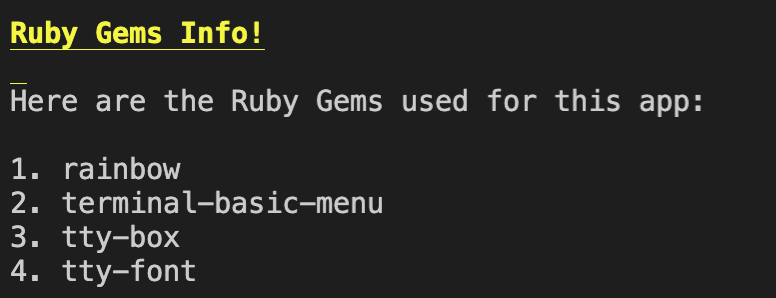 Ruby Gems Info!
_
Here are the Ruby Gems used for this app:
1. rainbow
2. terminal-basic-menu
3. tty-box
4. tty-font